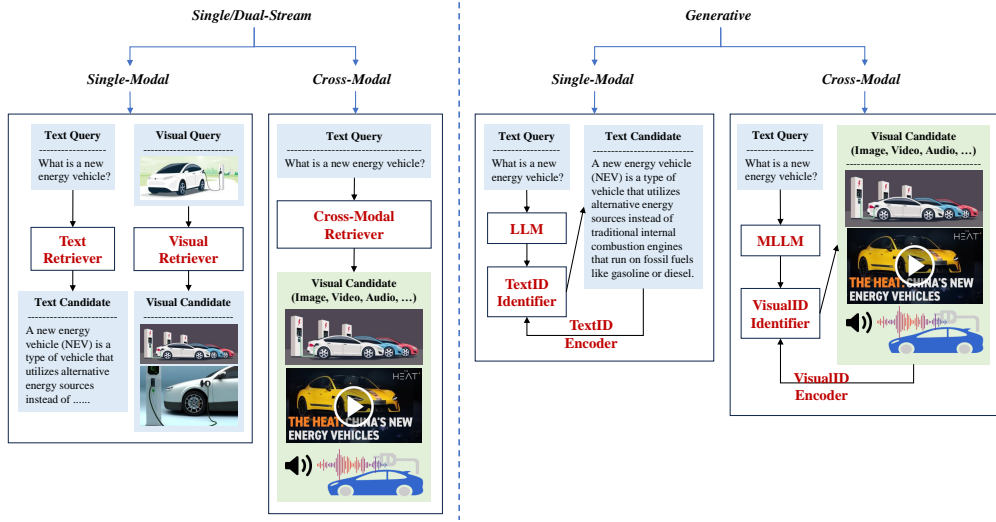 Single/Dual-Stream
Single-Modal
Cross-Modal
Text Query
What is a new
energy vehicle?
Text
Retriever
Text Candidate
A new energy
vehicle (NEV) is a
type of vehicle that
utilizes alternative
energy sources
instead of ......
Visual Query
Visual
Retriever
Visual Candidate
Text Query
What is a new energy vehicle?
Cross-Modal
Retriever
Visual Candidate
(Image, Video, Audio, ...)
HEAT
THE HEAT: CHINA'S NEW
ENERGY VEHICLES
Generative
Single-Modal
Cross-Modal
Text Query
What is a new
energy vehicle?
LLM
TextID
Identifier
Text Candidate
A new energy vehicle
(NEV) is a type of
vehicle that utilizes
alternative energy
sources instead of
traditional internal
combustion engines
that run on fossil fuels
like gasoline or diesel.
TextID
Encoder
Text Query
What is a new
energy vehicle?
MLLM
VisualID
Identifier
Visual Candidate
(Image, Video, Audio, ...)
HEAT
THE HEAT: CHINA'S NEW
ENERGY VEHICLES
VisualID
Encoder